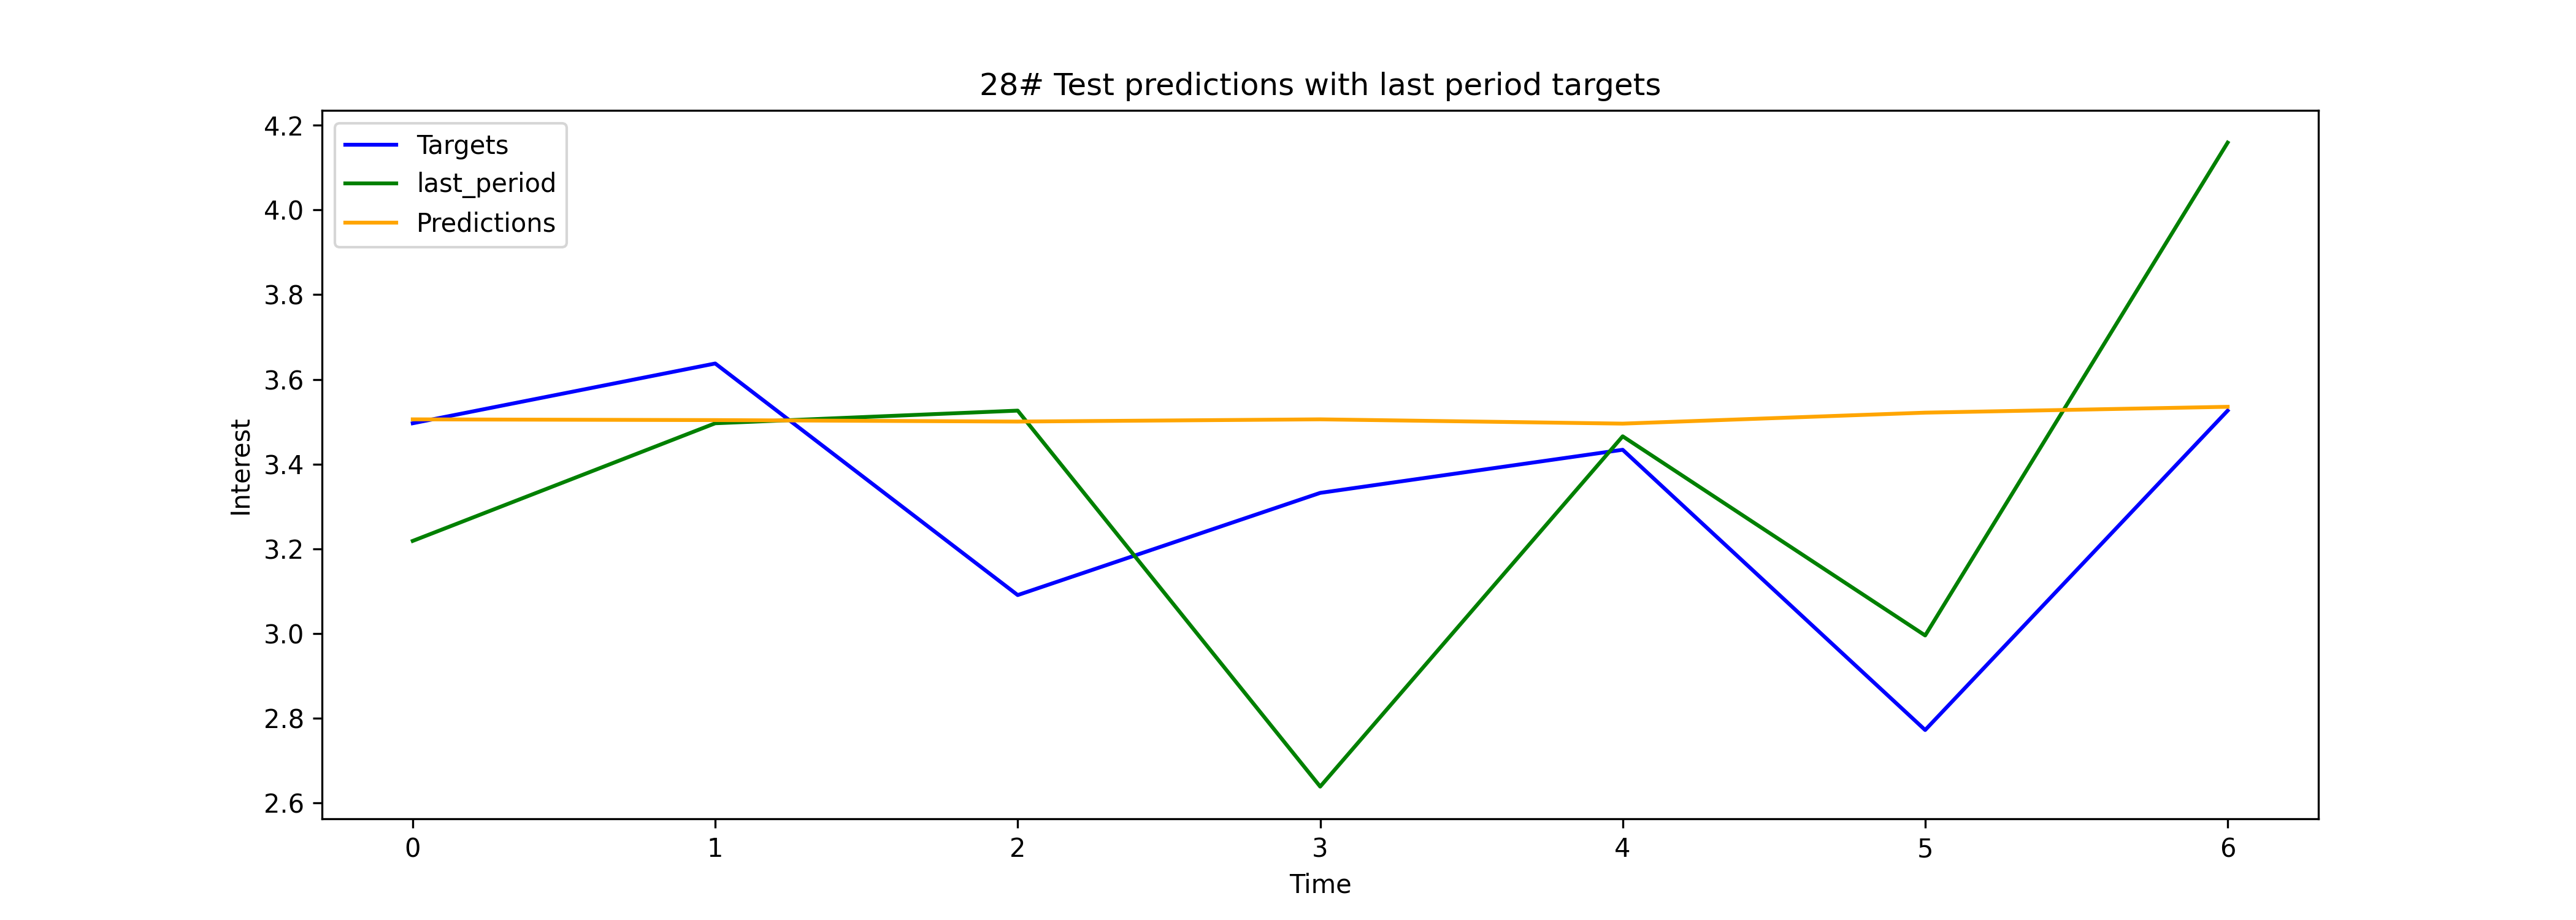 28# Test predictions with last period targets
Targets
last_period
Predictions
4.2
4.0
3.8
3.6
3.4
3.2
3.0
2.8
2.6
Interest
0 1 2 3 4 5 6
Time